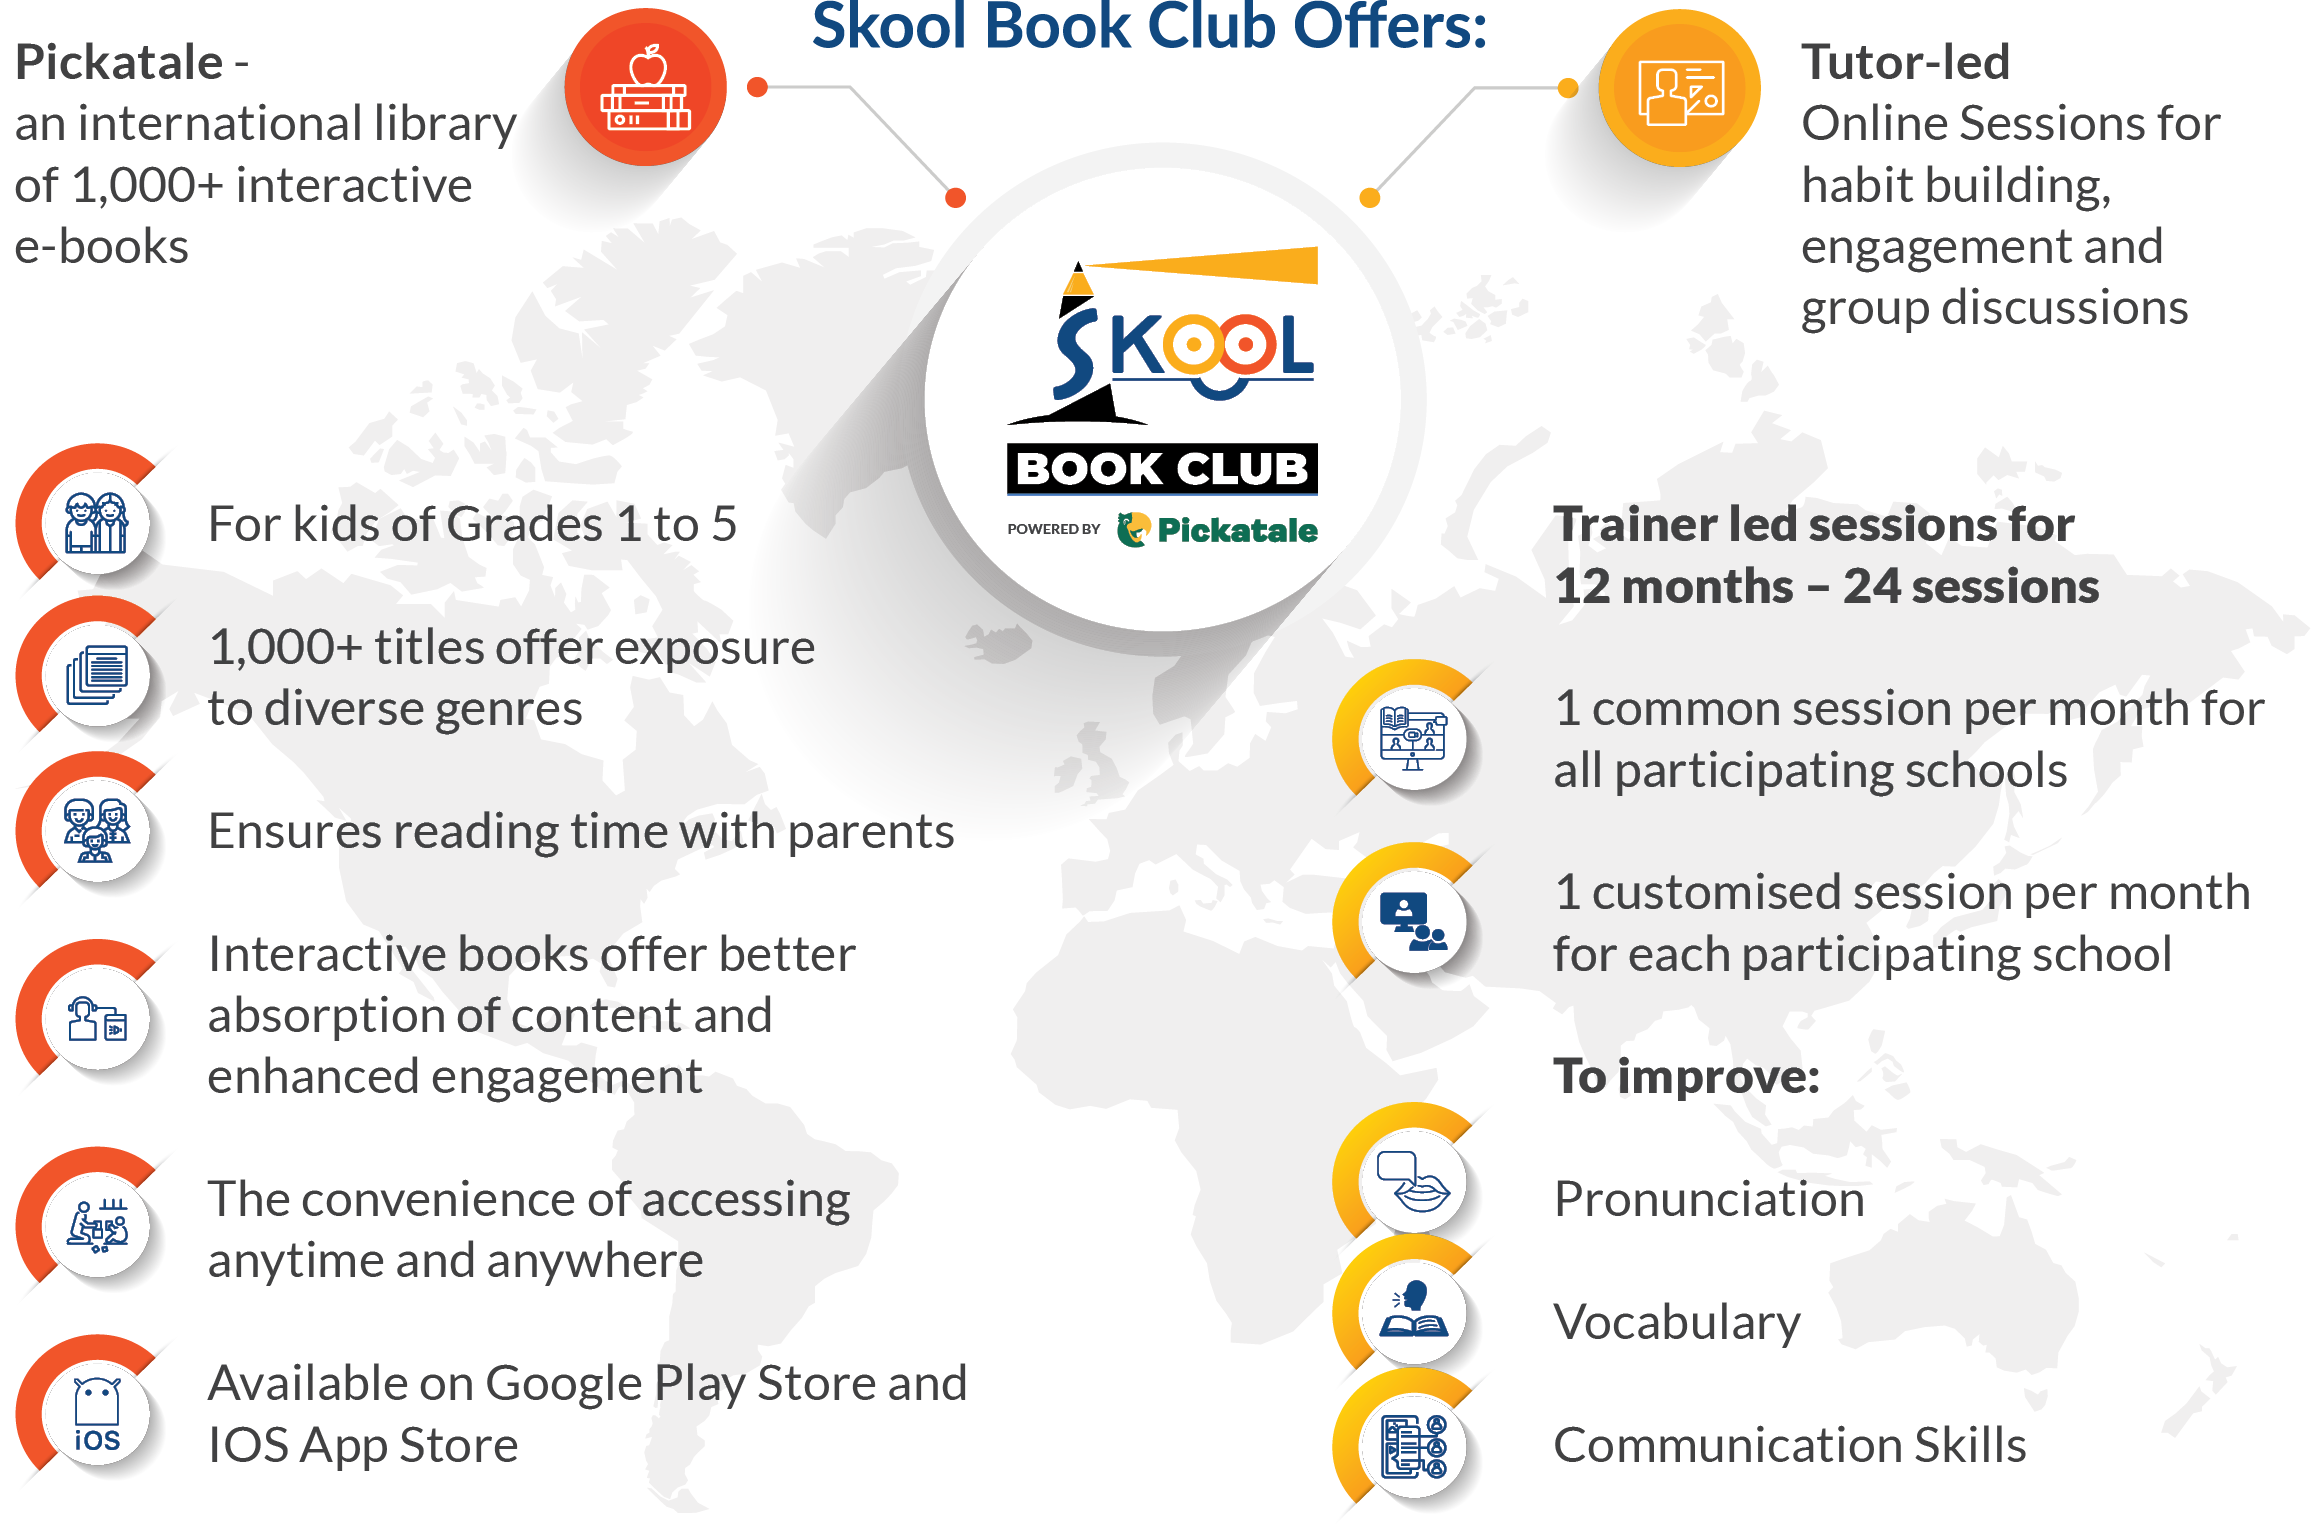 Skool Book Club Offers:
Pickatale -
an international library
of 1,000+ interactive
e-books
Tutor-led
Online Sessions for
habit building,
engagement and
group discussions
SKOOL
BOOK CLUB
POWERED BY Pickatale
For kids of Grades 1 to 5
1,000+ titles offer exposure
to diverse genres
Ensures reading time with parents
Interactive books offer better
absorption of content and
enhanced engagement
The convenience of accessing
anytime and anywhere
iOS
Available on Google Play Store and
IOS App Store
Trainer led sessions for
12 months – 24 sessions
1 common session per month for
all participating schools
1 customised session per month
for each participating school
To improve:
Pronunciation
Vocabulary
Communication Skills